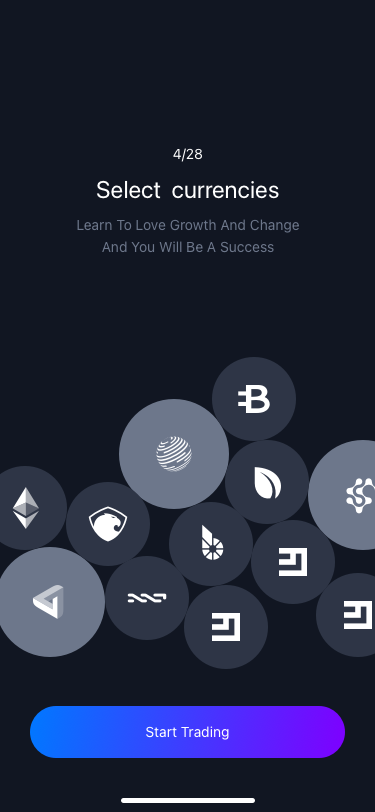 4/28
Select currencies
Learn To Love Growth And Change
And You Will Be A Success
Start Trading